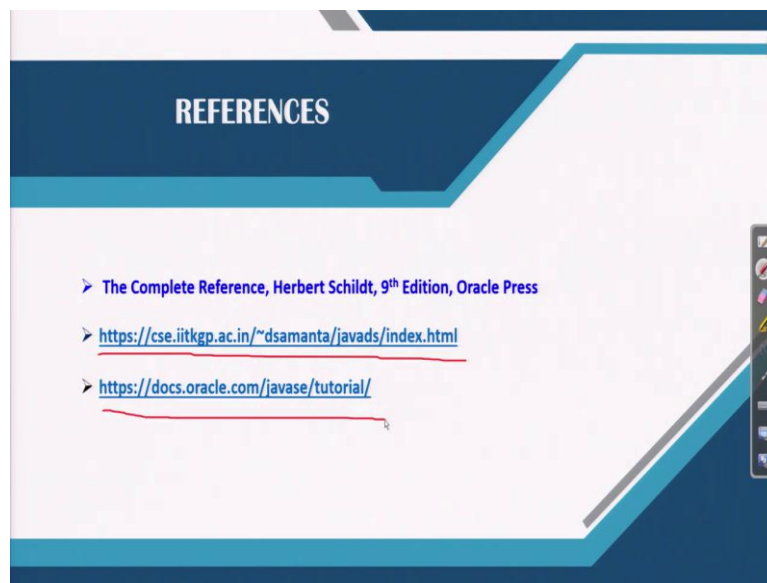 REFERENCES
The Complete Reference, Herbert Schildt, 9th Edition, Oracle Press
https://cse.iitkgp.ac.in/~dsamanta/javads/index.html
https://docs.oracle.com/javase/tutorial/